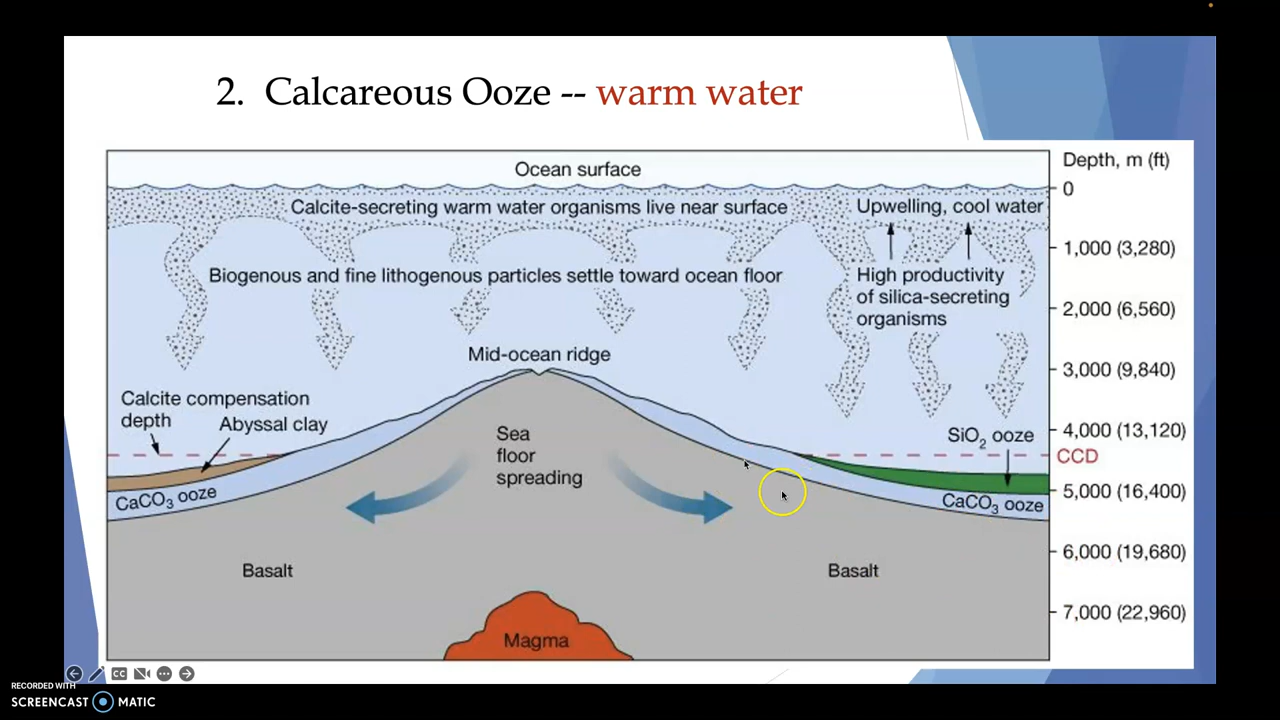 2. Calcareous Ooze -- warm water
Ocean surface
Depth, m (ft)
0
Calcite-secreting warm water organisms live near surface
Upwelling, cool water
1,000 (3,280)
Biogenous and fine lithogenous particles settle toward ocean floor
High productivity
of silica-secreting
organisms
2,000 (6,560)
Mid-ocean ridge
3,000 (9,840)
Calcite compensation
depth
Abyssal clay
Sea
floor
spreading
4,000 (13,120)
SiO₂ ooze
CCD
5,000 (16,400)
CaCO₃ ooze
CaCO₃ ooze
6,000 (19,680)
Basalt
Basalt
7,000 (22,960)
Magma
CC
RECORDED WITH
SCREENCAST MATIC